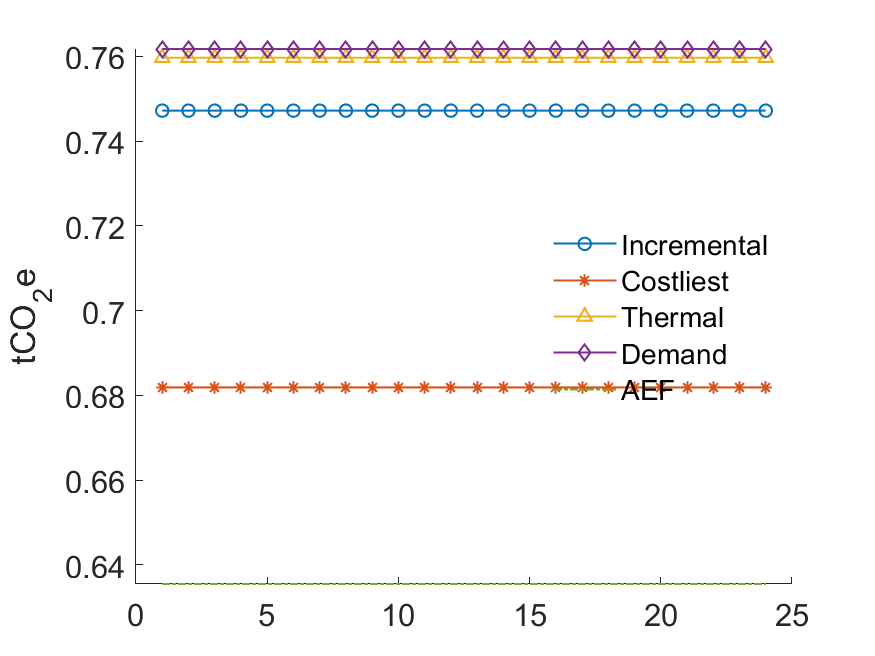 0.76
0.74
0.72
0.7
0.68
0.66
0.64
tCO2e
Incremental
Costliest
Thermal
Demand
AEF
0 5 10 15 20 25